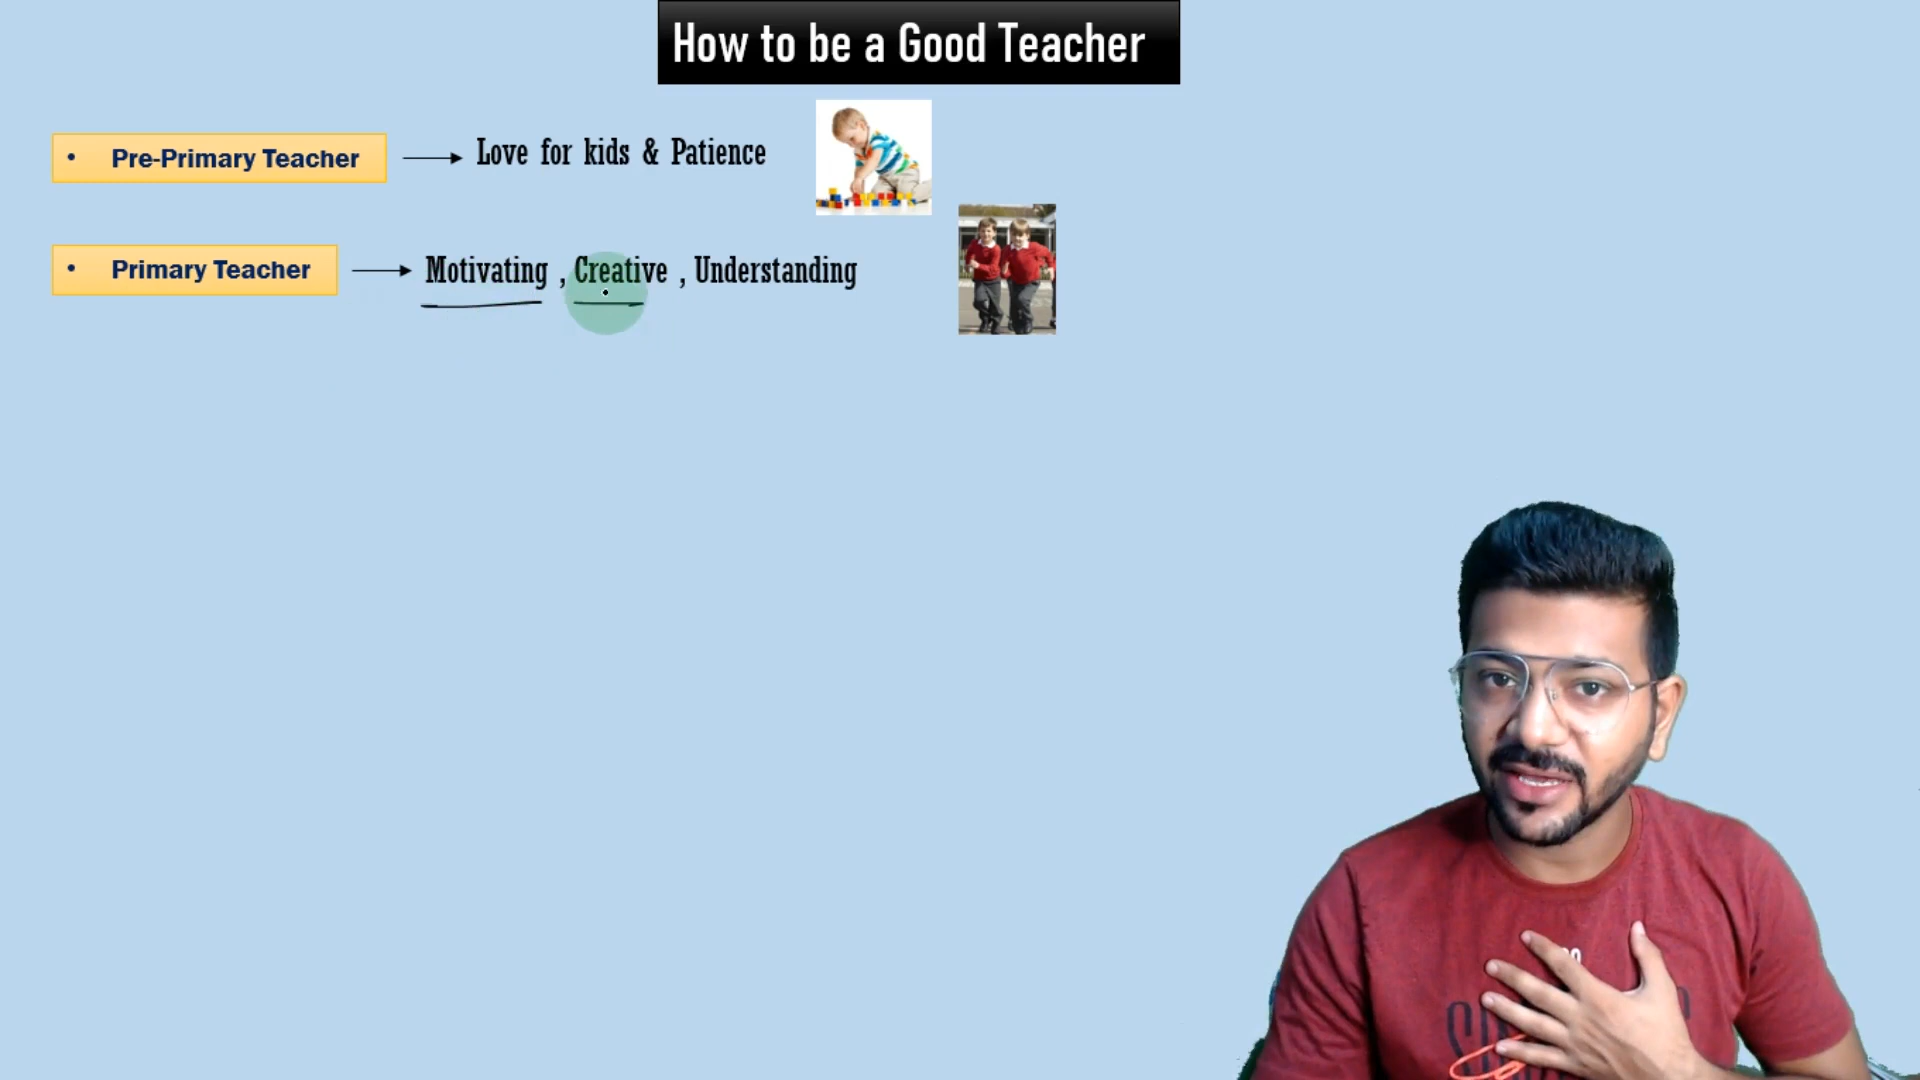 How to be a Good Teacher
• Pre-Primary Teacher → Love for kids & Patience
• Primary Teacher → Motivating , Creative , Understanding